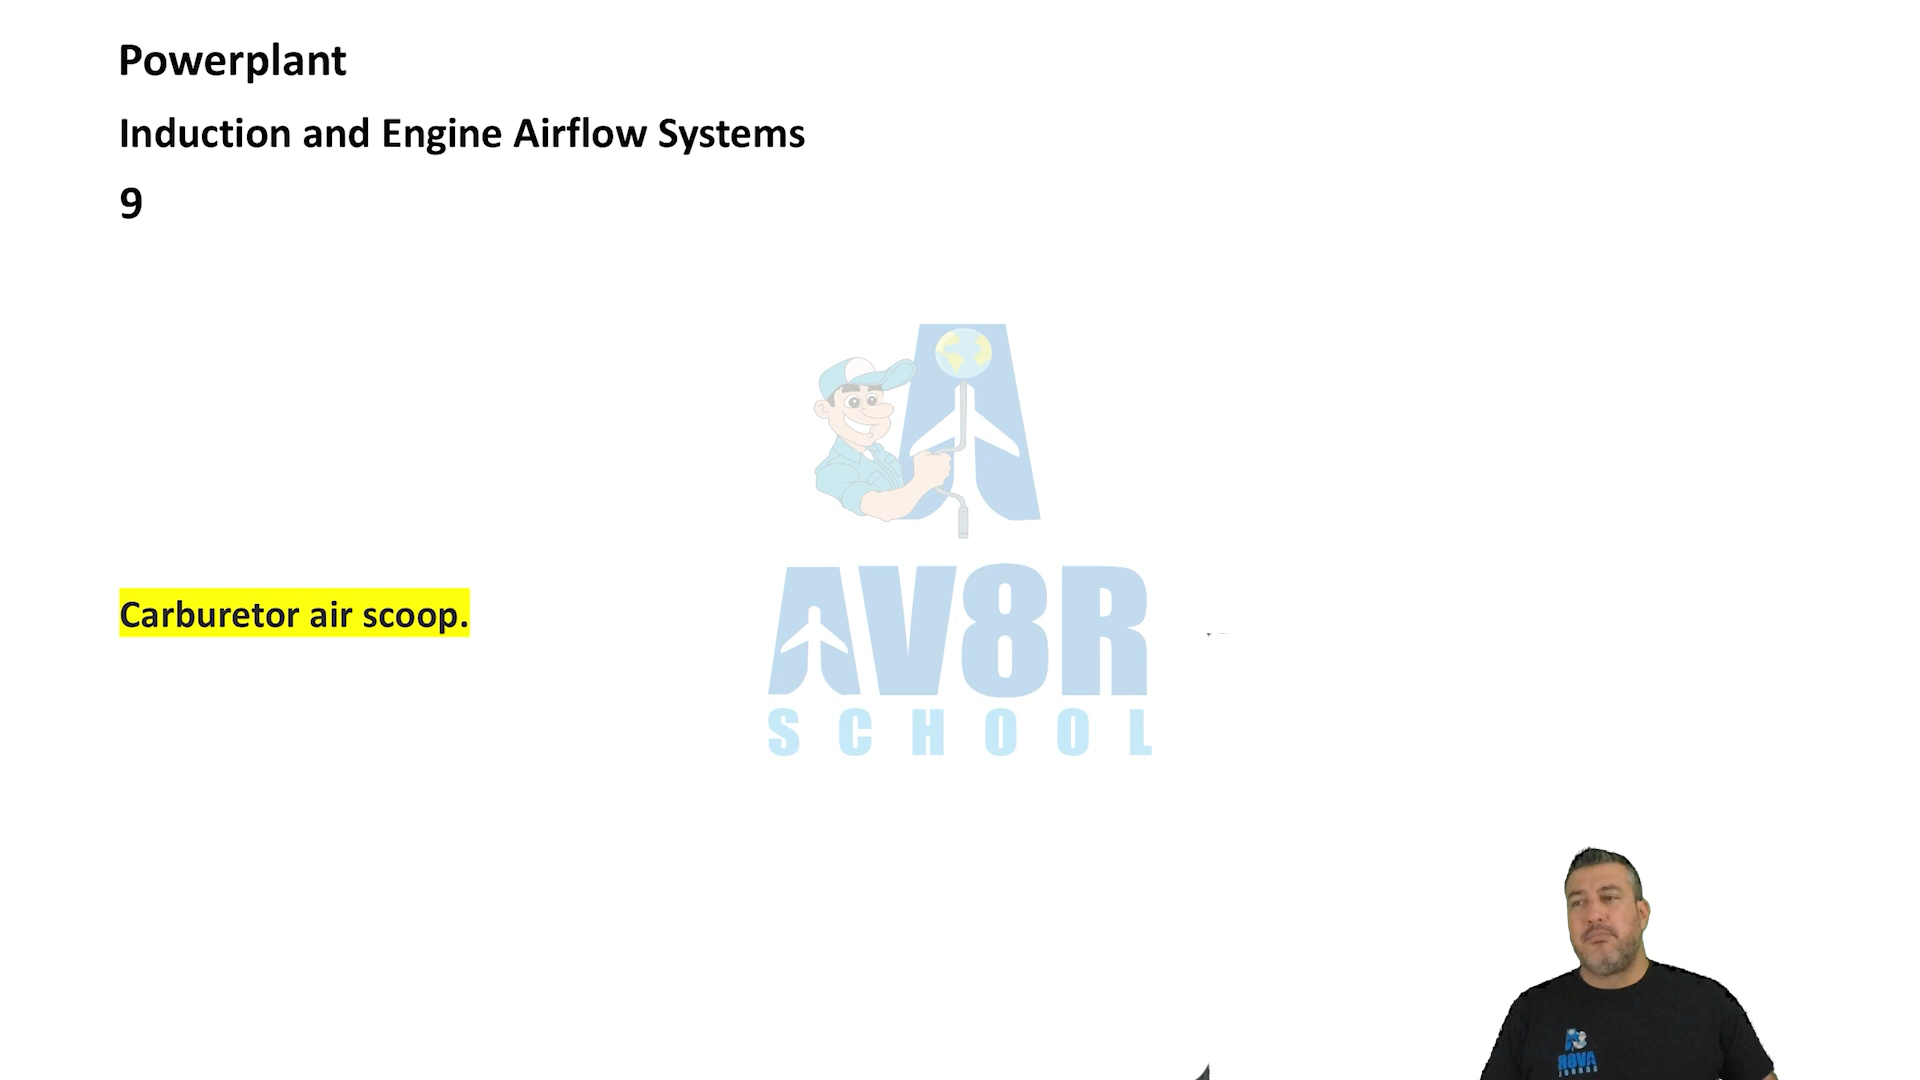 Powerplant
Induction and Engine Airflow Systems
9
Carburetor air scoop.
AV8R
SCHOOL